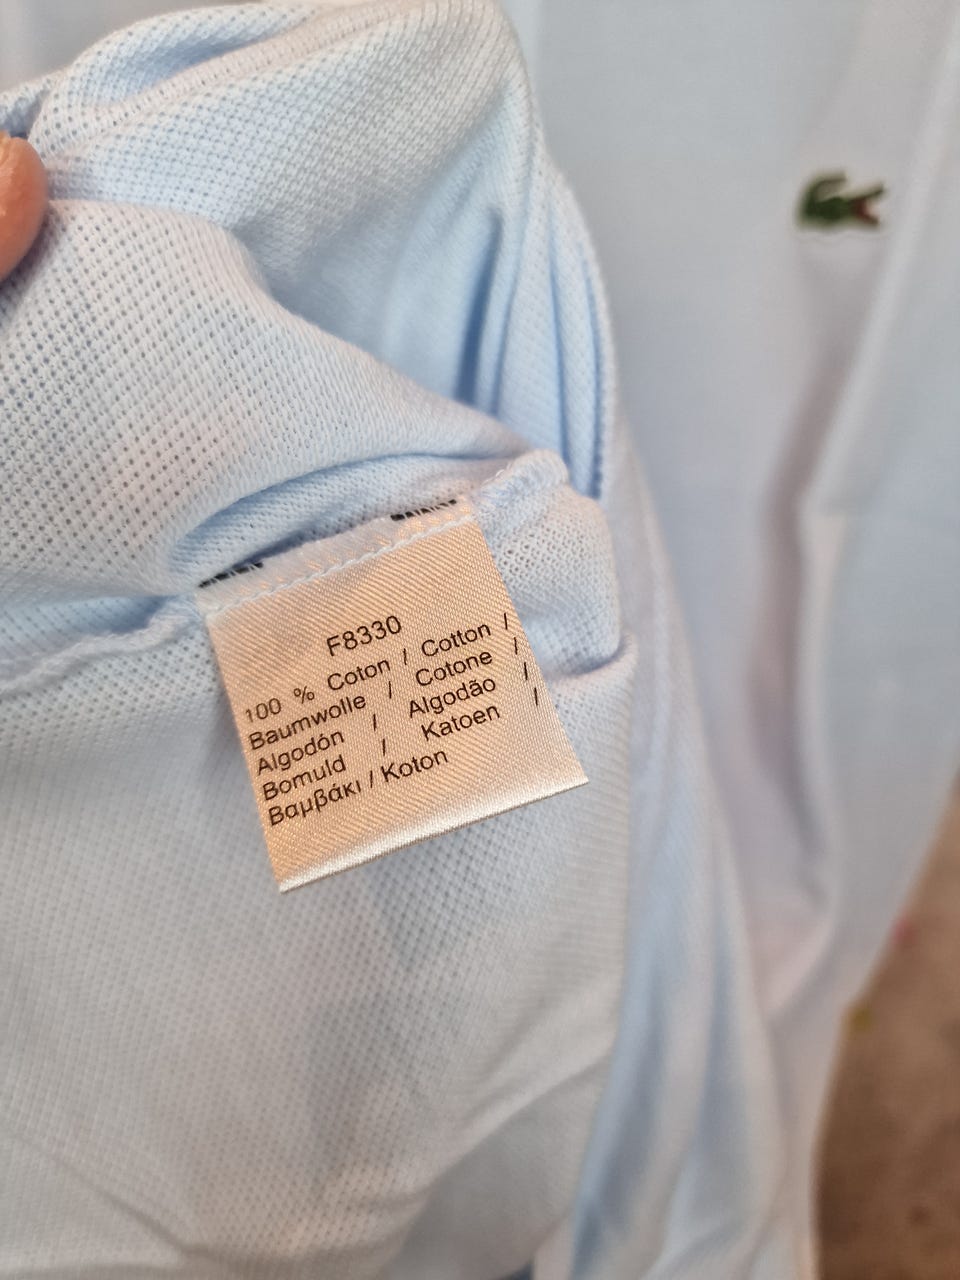 F8330
100 % Coton / Cotton /
Baumwolle / Cotone /
Algodón / Algodão /
Bomuld / Katoen /
Βαμβάκι / Koton